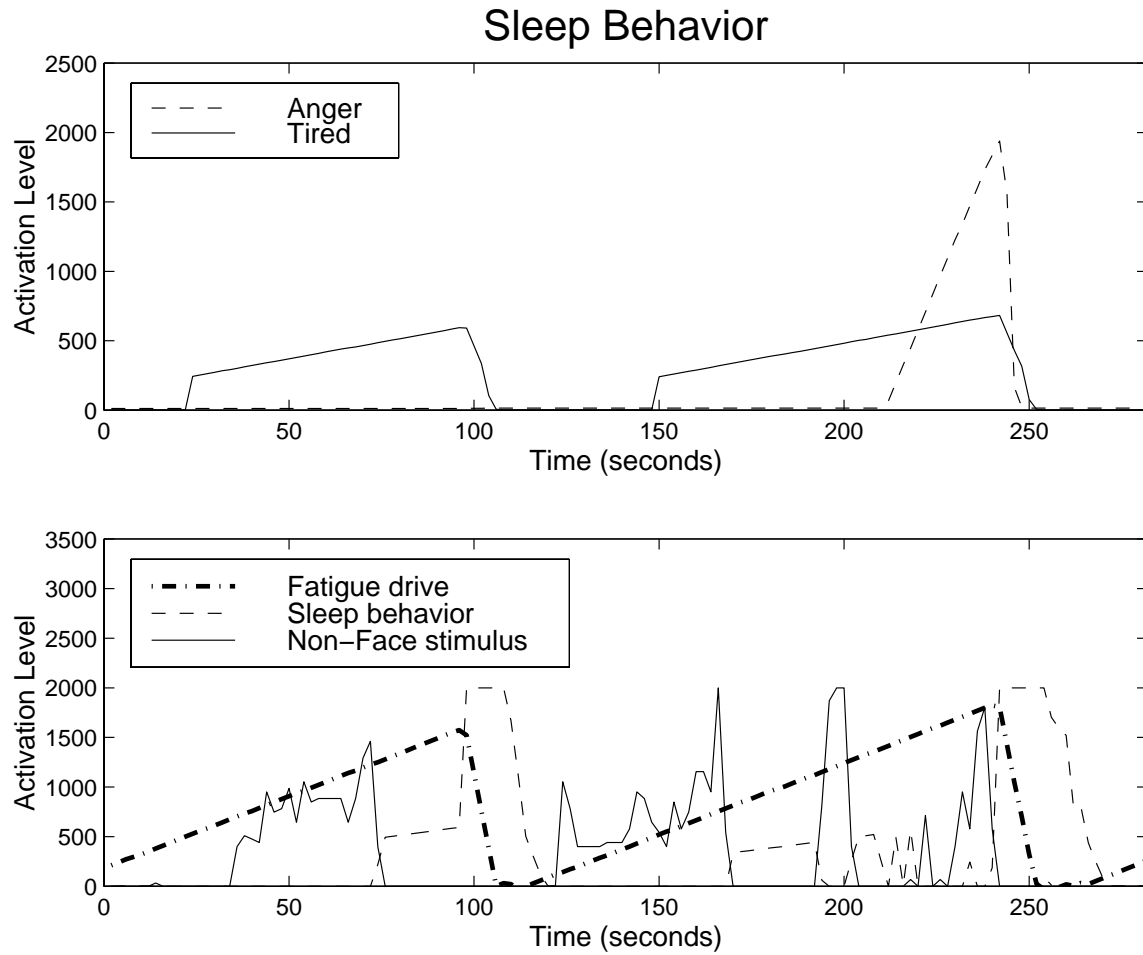 Sleep Behavior
2500
2000
1500
1000
500
0
Activation Level
Anger
Tired
0 50 100 150 200 250
Time (seconds)
3500
3000
2500
2000
1500
1000
500
0
Activation Level
Fatigue drive
Sleep behavior
Non−Face stimulus
0 50 100 150 200 250
Time (seconds)